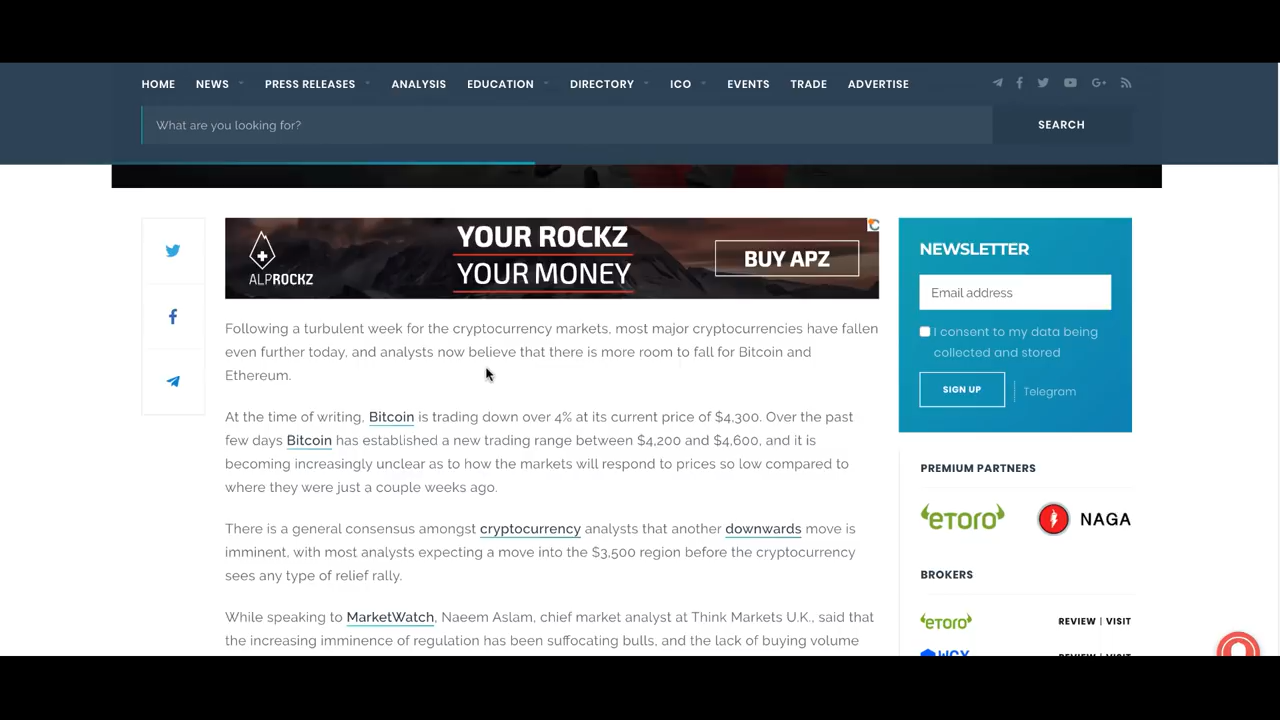 HOME NEWS PRESS RELEASES ANALYSIS EDUCATION DIRECTORY ICO EVENTS TRADE ADVERTISE
What are you looking for?
SEARCH
YOUR ROCKZ
YOUR MONEY
ALPROCKZ
BUY APZ
Following a turbulent week for the cryptocurrency markets, most major cryptocurrencies have fallen
even further today, and analysts now believe that there is more room to fall for Bitcoin and
Ethereum.
At the time of writing, Bitcoin is trading down over 4% at its current price of $4,300. Over the past
few days Bitcoin has established a new trading range between $4,200 and $4,600, and it is
becoming increasingly unclear as to how the markets will respond to prices so low compared to
where they were just a couple weeks ago.
There is a general consensus amongst cryptocurrency analysts that another downwards move is
imminent, with most analysts expecting a move into the $3,500 region before the cryptocurrency
sees any type of relief rally.
While speaking to MarketWatch, Naeem Aslam, chief market analyst at Think Markets U.K., said that
the increasing imminence of regulation has been suffocating bulls, and the lack of buying volume
NEWSLETTER
Email address
I consent to my data being
collected and stored
SIGN UP
Telegram
PREMIUM PARTNERS
eToro
NAGA
BROKERS
eToro
REVIEW | VISIT
REVIEW | VISIT